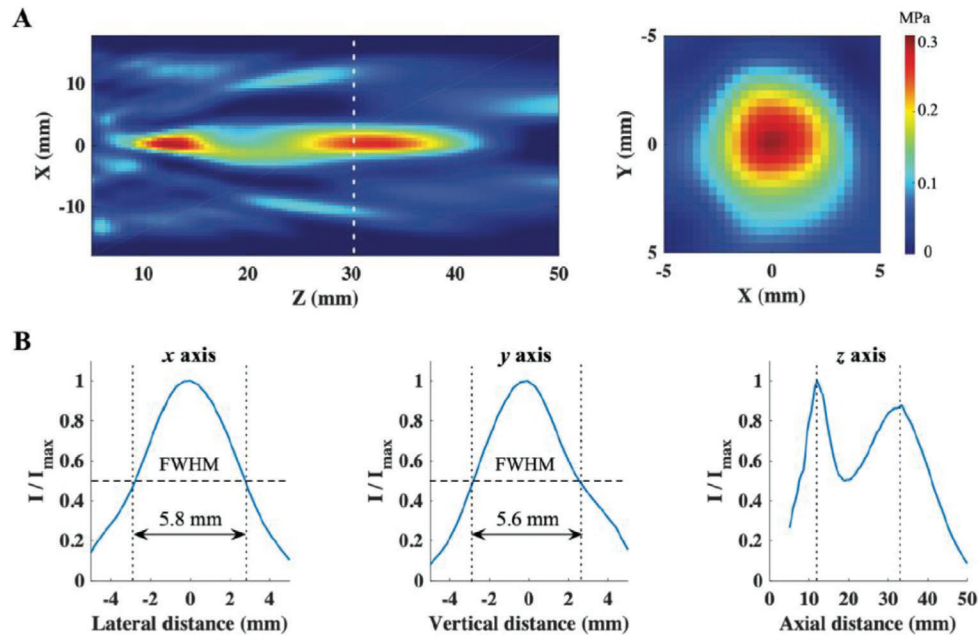 A
MPa
X (mm)
10
0
-10
10
20
30
40
50
Z (mm)
Y (mm)
-5
0
5
-5
0
5
X (mm)
0.3
0.2
0.1
0
B
x axis
I / Imax
1
0.8
0.6
0.4
0.2
0
FWHM
5.8 mm
-4
-2
0
2
4
Lateral distance (mm)
y axis
I / Imax
1
0.8
0.6
0.4
0.2
0
FWHM
5.6 mm
-4
-2
0
2
4
Vertical distance (mm)
z axis
I / Imax
1
0.8
0.6
0.4
0.2
0
0
10
20
30
40
50
Axial distance (mm)